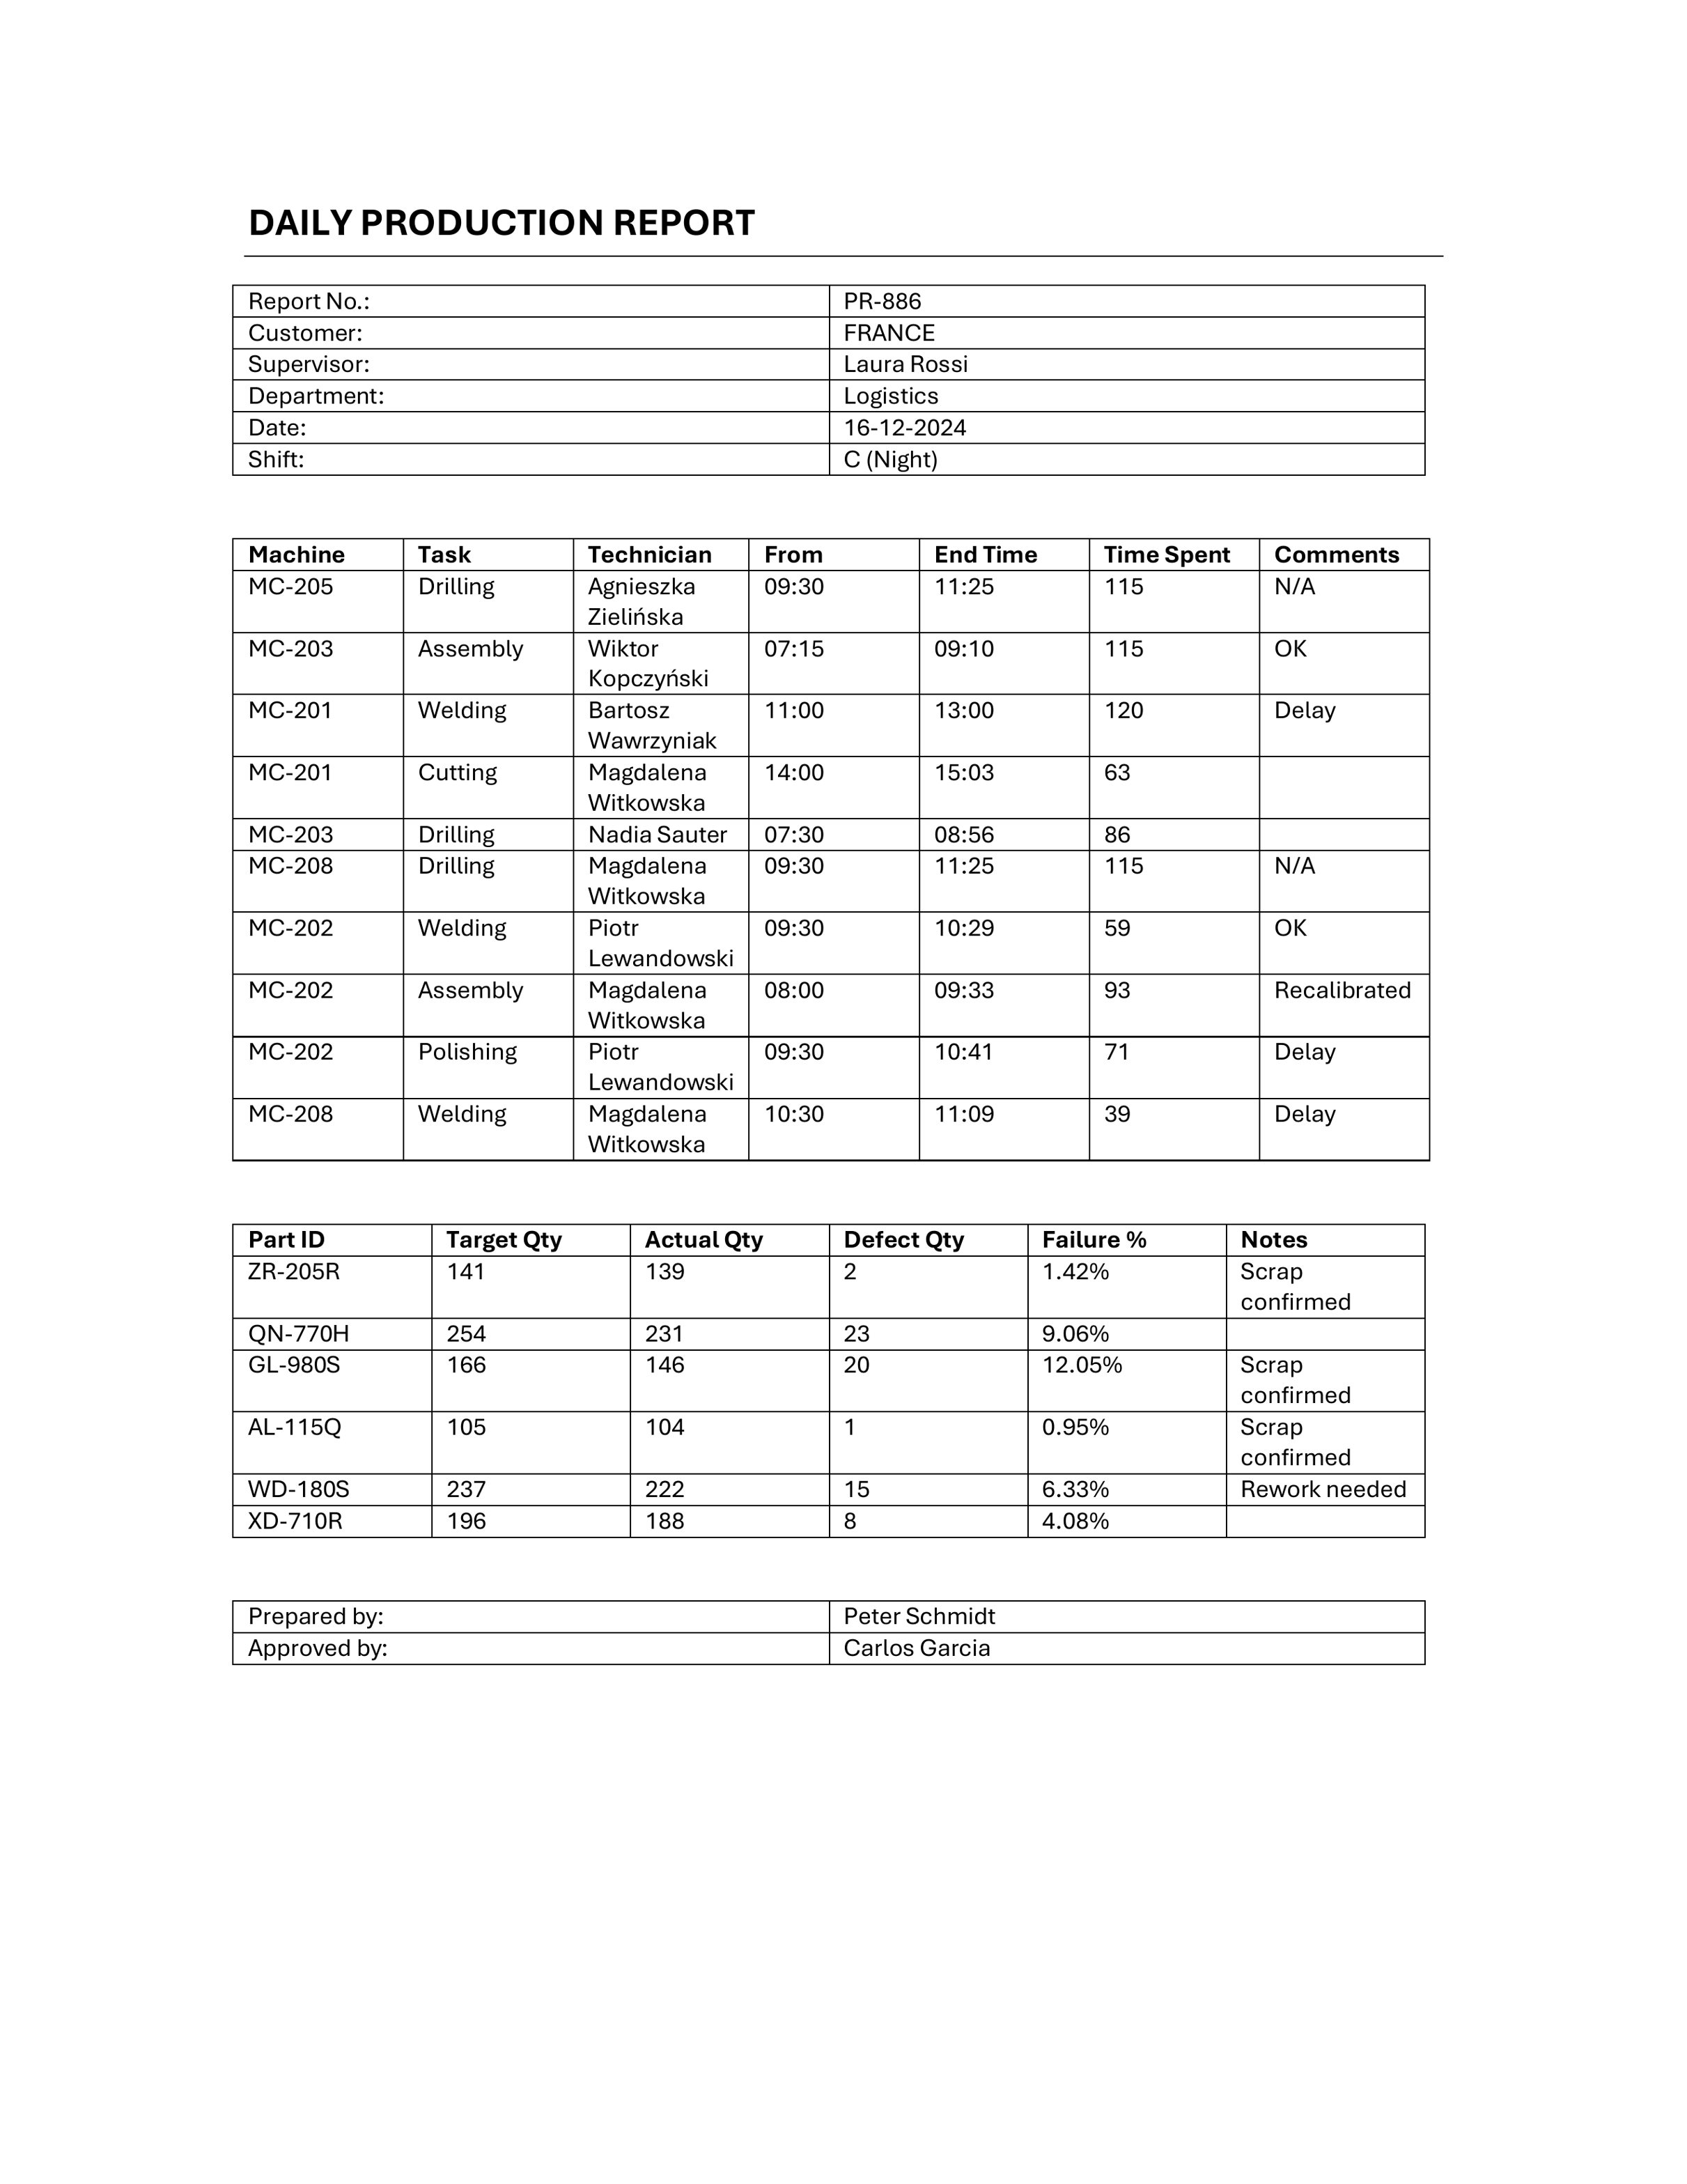 DAILY PRODUCTION REPORT
Report No.: PR-886
Customer: FRANCE
Supervisor: Laura Rossi
Department: Logistics
Date: 16-12-2024
Shift: C (Night)
Machine Task Technician From End Time Time Spent Comments
MC-205 Drilling Agnieszka 09:30 11:25 115 N/A
Zielińska
MC-203 Assembly Wiktor 07:15 09:10 115 OK
Kopczyński
MC-201 Welding Bartosz 11:00 13:00 120 Delay
Wawrzyniak
MC-201 Cutting Magdalena 14:00 15:03 63
Witkowska
MC-203 Drilling Nadia Sauter 07:30 08:56 86
MC-208 Drilling Magdalena 09:30 11:25 115 N/A
Witkowska
MC-202 Welding Piotr 09:30 10:29 59 OK
Lewandowski
MC-202 Assembly Magdalena 08:00 09:33 93 Recalibrated
Witkowska
MC-202 Polishing Piotr 09:30 10:41 71 Delay
Lewandowski
MC-208 Welding Magdalena 10:30 11:09 39 Delay
Witkowska
Part ID Target Qty Actual Qty Defect Qty Failure % Notes
ZR-205R 141 139 2 1.42% Scrap
confirmed
QN-770H 254 231 23 9.06%
GL-980S 166 146 20 12.05% Scrap
confirmed
AL-115Q 105 104 1 0.95% Scrap
confirmed
WD-180S 237 222 15 6.33% Rework needed
XD-710R 196 188 8 4.08%
Prepared by: Peter Schmidt
Approved by: Carlos Garcia